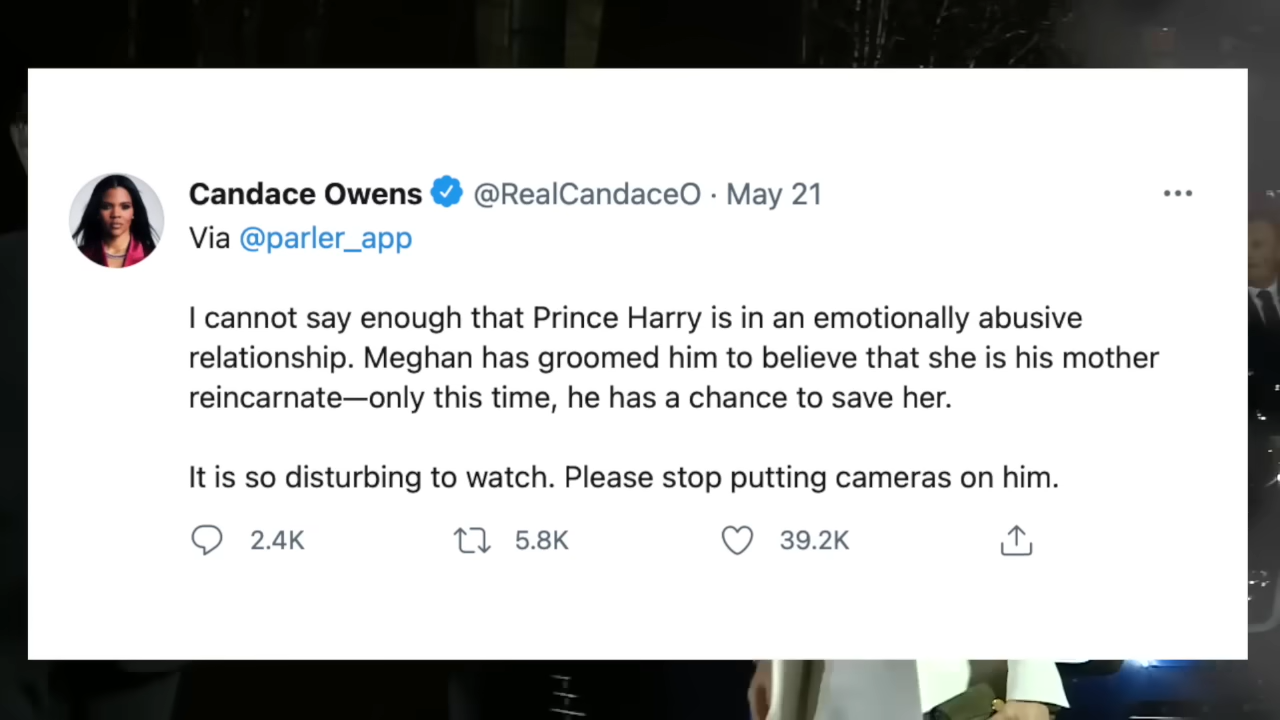 Candace Owens @RealCandaceO · May 21
Via @parler_app
I cannot say enough that Prince Harry is in an emotionally abusive
relationship. Meghan has groomed him to believe that she is his mother
reincarnate—only this time, he has a chance to save her.
It is so disturbing to watch. Please stop putting cameras on him.
2.4K 5.8K 39.2K